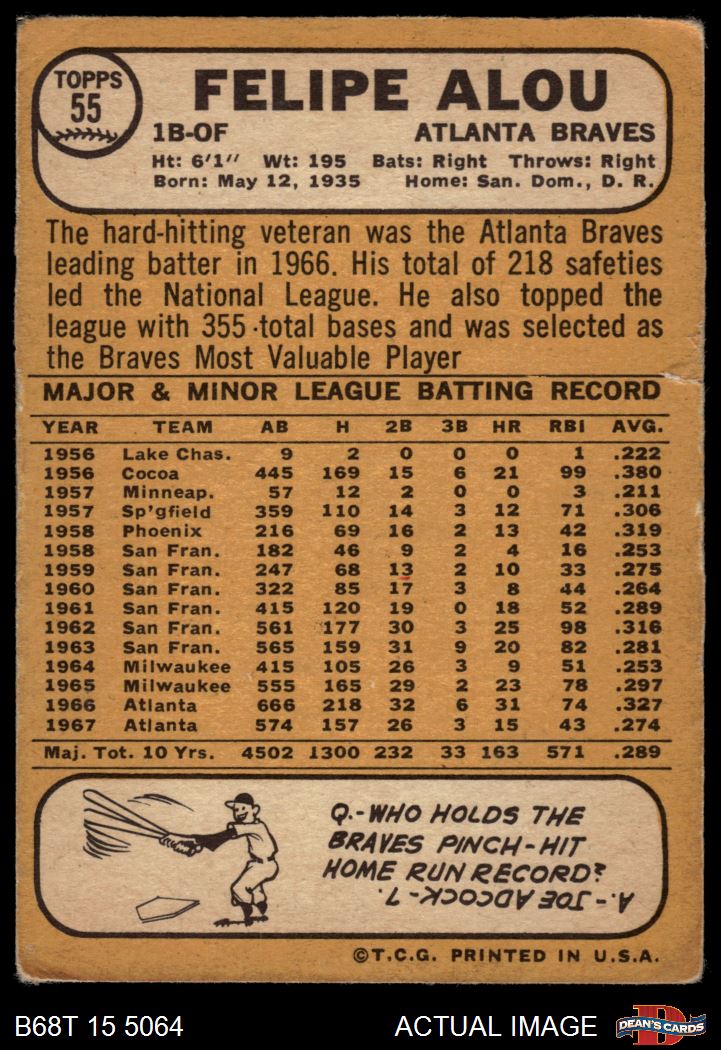 TOPPS
55
FELIPE ALOU
1B-OF ATLANTA BRAVES
Ht: 6'1" Wt: 195 Bats: Right Throws: Right
Born: May 12, 1935 Home: San. Dom., D. R.
The hard-hitting veteran was the Atlanta Braves
leading batter in 1966. His total of 218 safeties
led the National League. He also topped the
league with 355 total bases and was selected as
the Braves Most Valuable Player
MAJOR & MINOR LEAGUE BATTING RECORD
YEAR TEAM AB H 2B 3B HR RBI AVG.
1956 Lake Chas. 9 2 0 0 0 1 .222
1956 Cocoa 445 169 15 6 21 99 .380
1957 Minneap. 57 12 2 0 0 3 .211
1957 Sp'gfield 359 110 14 3 12 71 .306
1958 Phoenix 216 69 16 2 13 42 .319
1958 San Fran. 182 46 9 2 4 16 .253
1959 San Fran. 247 68 13 2 10 33 .275
1960 San Fran. 322 85 17 3 8 44 .264
1961 San Fran. 415 120 19 0 18 52 .289
1962 San Fran. 561 177 30 3 25 98 .316
1963 San Fran. 565 159 31 9 20 82 .281
1964 Milwaukee 415 105 26 3 9 51 .253
1965 Milwaukee 555 165 29 2 23 78 .297
1966 Atlanta 666 218 32 6 31 74 .327
1967 Atlanta 574 157 26 3 15 43 .274
Maj. Tot. 10 Yrs. 4502 1300 232 33 163 571 .289
Q.-WHO HOLDS THE
BRAVES PINCH-HIT
HOME RUN RECORD?
A.-JOE ADCOCK-7.
©T.C.G. PRINTED IN U.S.A.
B68T 15 5064 ACTUAL IMAGE
D
DEAN'S CARDS